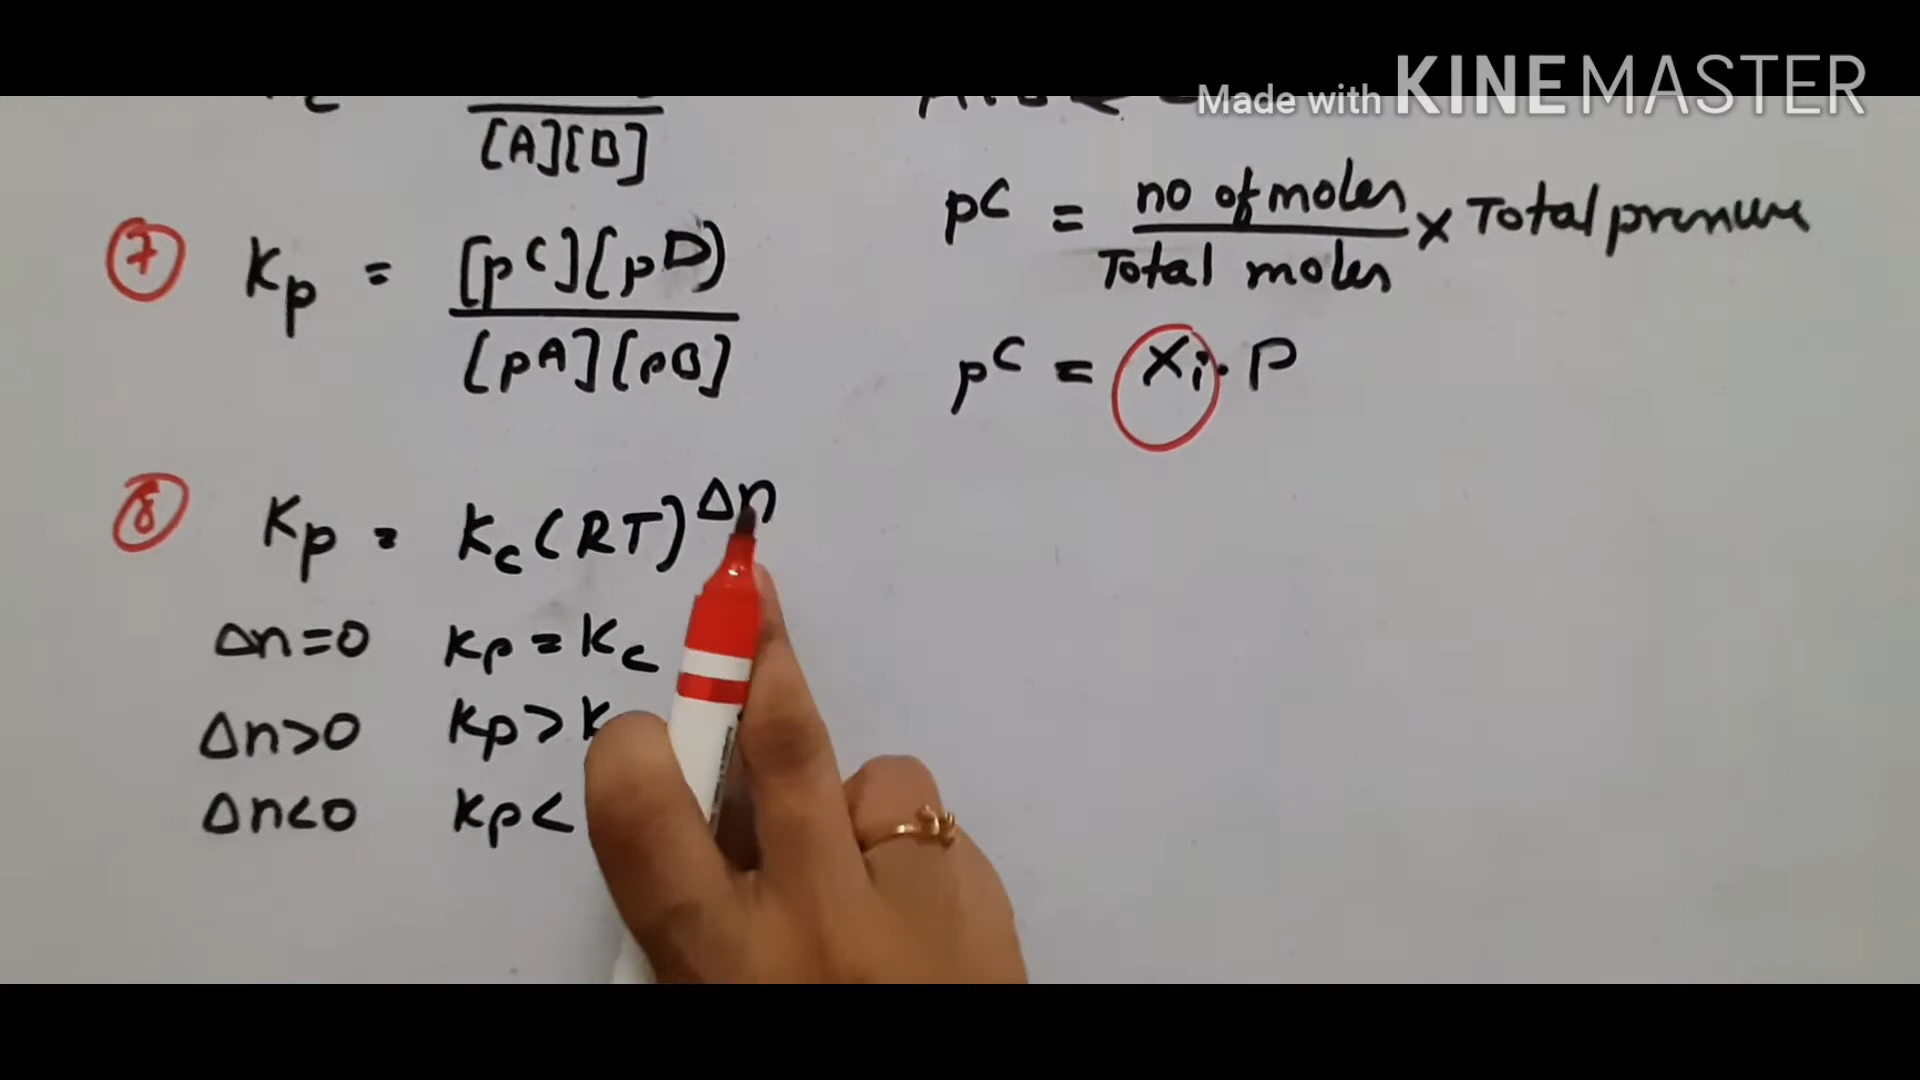 Made with KINEMASTER
[A][B]
⑦ Kp = [pC][pD] / [pA][pB]
pC = no of moles / Total moles × Total pressure
pC = Xi · P
⑧ Kp = Kc (RT)^Δn
Δn=0 Kp = Kc
Δn>0 Kp > K
Δn<0 Kp <